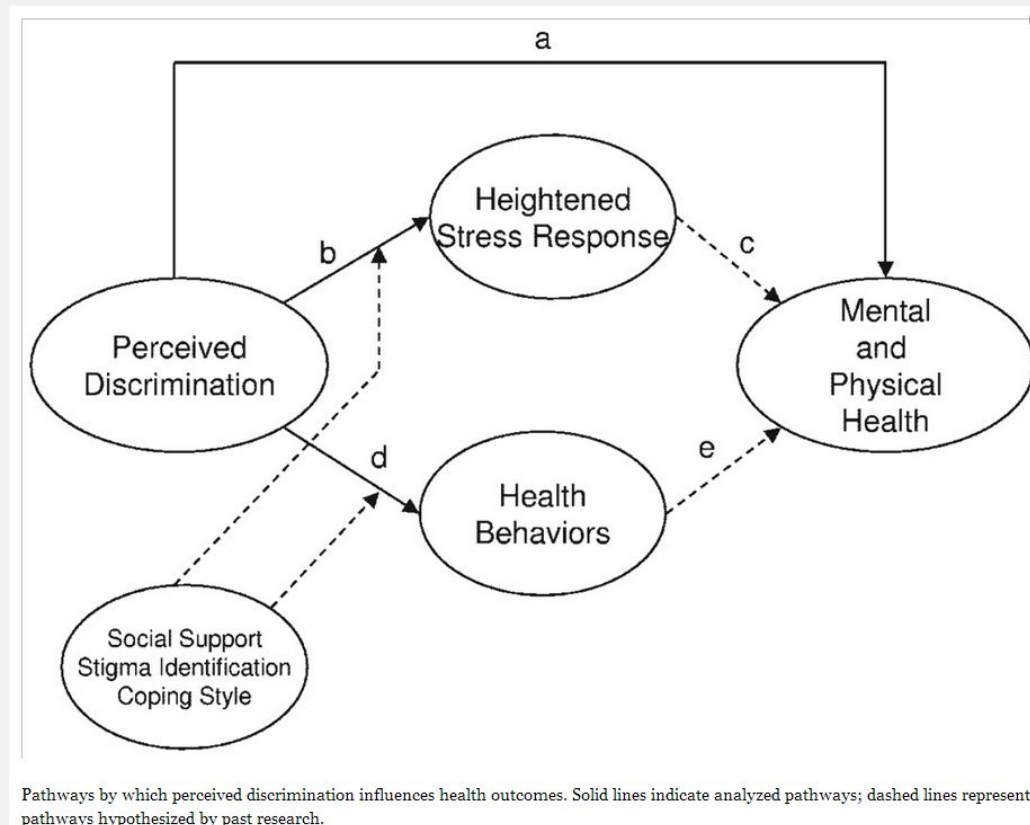 a
Heightened
Stress Response
b
c
Perceived
Discrimination
Mental
and
Physical
Health
d
e
Health
Behaviors
Social Support
Stigma Identification
Coping Style
Pathways by which perceived discrimination influences health outcomes. Solid lines indicate analyzed pathways; dashed lines represent
pathways hypothesized by past research.